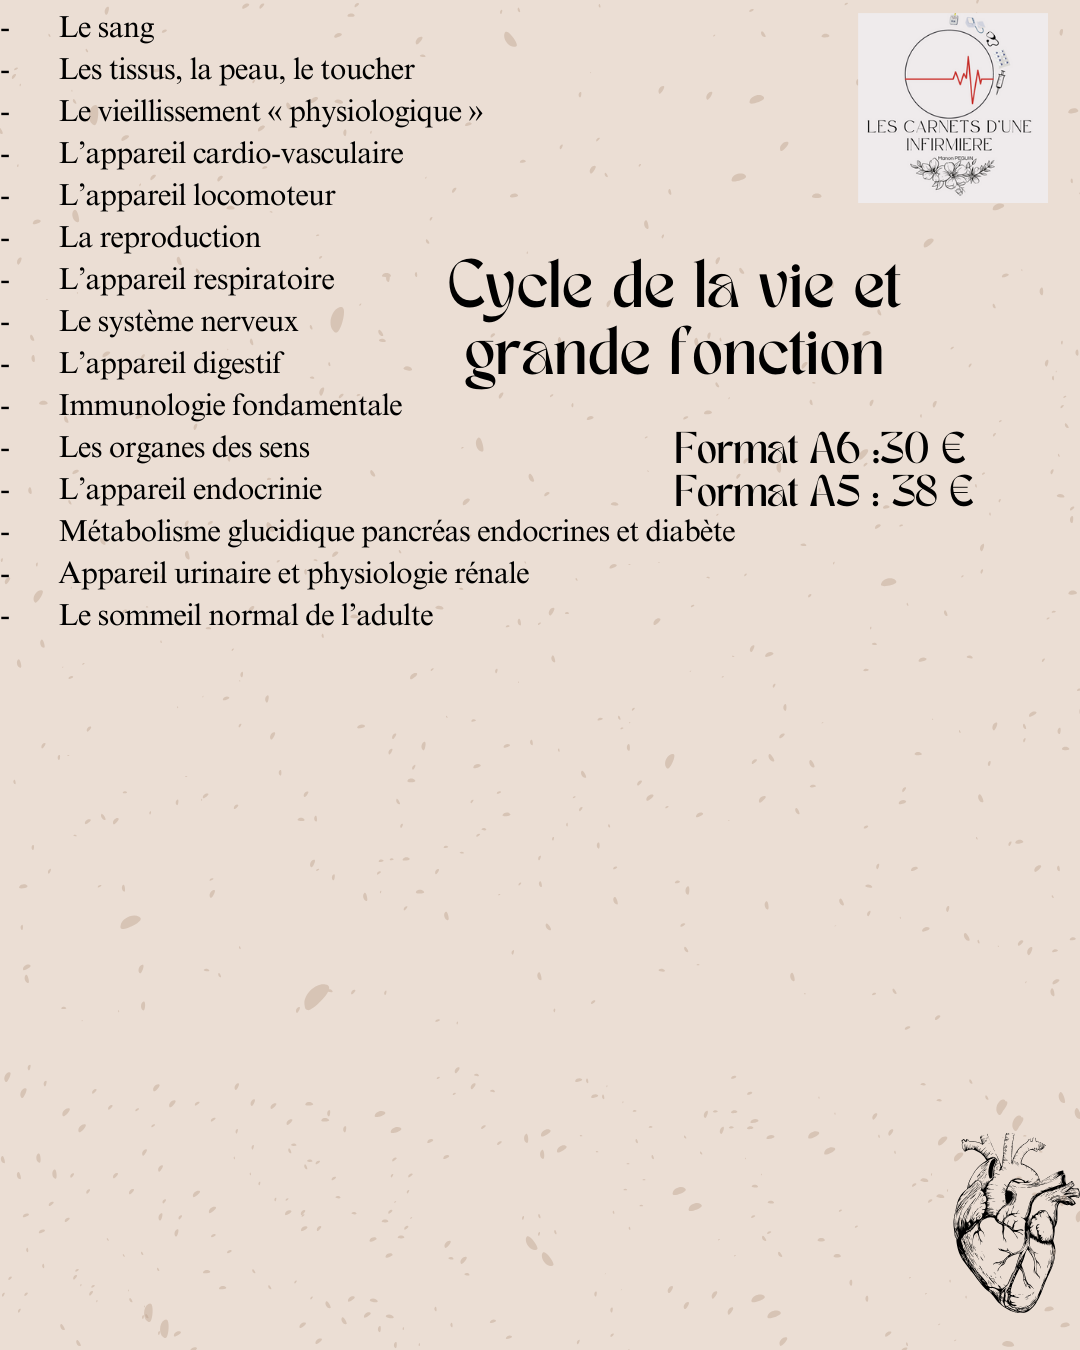 - Le sang
- Les tissus, la peau, le toucher
- Le vieillissement « physiologique »
- L’appareil cardio-vasculaire
- L’appareil locomoteur
- La reproduction
- L’appareil respiratoire
- Le système nerveux
- L’appareil digestif
- Immunologie fondamentale
- Les organes des sens
- L’appareil endocrinie
- Métabolisme glucidique pancréas endocrines et diabète
- Appareil urinaire et physiologie rénale
- Le sommeil normal de l’adulte
LES CARNETS D'UNE
INFIRMIERE
Manon PEGUIN
Cycle de la vie et
grande fonction
Format A6 :30 €
Format A5 : 38 €